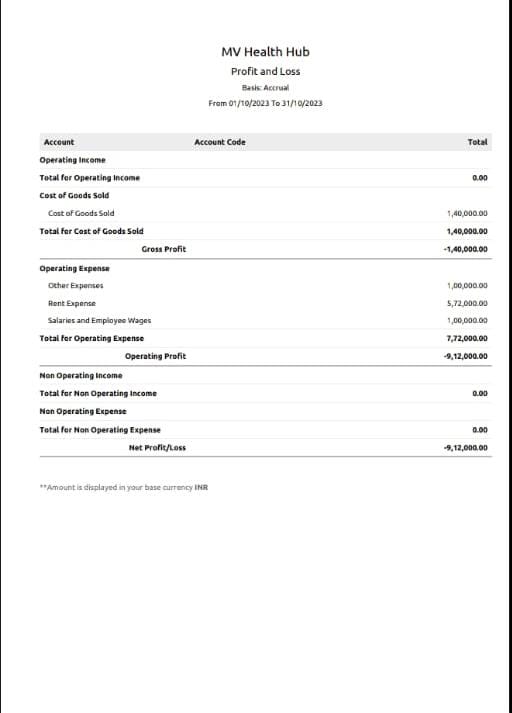 MV Health Hub
Profit and Loss
Basis: Accrual
From 01/10/2023 To 31/10/2023
Account Account Code Total
Operating Income
Total for Operating Income 0.00
Cost of Goods Sold
Cost of Goods Sold 1,40,000.00
Total for Cost of Goods Sold 1,40,000.00
Gross Profit -1,40,000.00
Operating Expense
Other Expenses 1,00,000.00
Rent Expense 5,72,000.00
Salaries and Employee Wages 1,00,000.00
Total for Operating Expense 7,72,000.00
Operating Profit -9,12,000.00
Non Operating Income
Total for Non Operating Income 0.00
Non Operating Expense
Total for Non Operating Expense 0.00
Net Profit/Loss -9,12,000.00
**Amount is displayed in your base currency INR